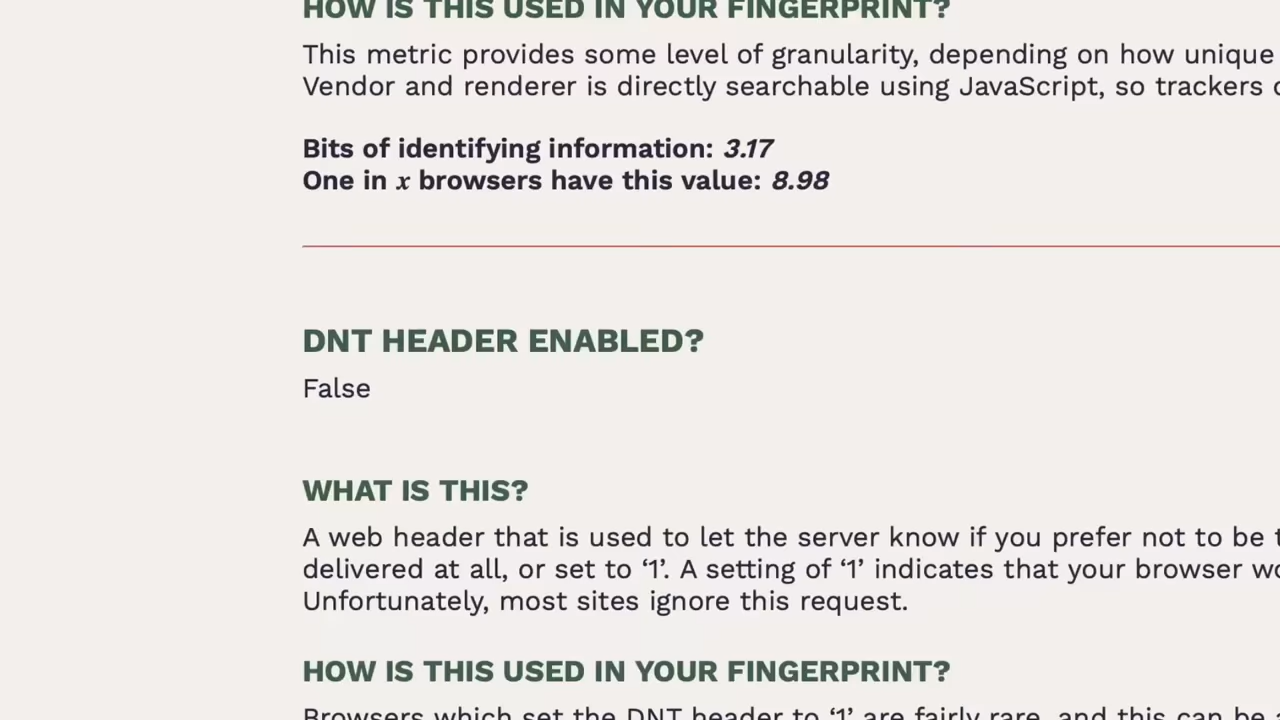 HOW IS THIS USED IN YOUR FINGERPRINT?
This metric provides some level of granularity, depending on how unique
Vendor and renderer is directly searchable using JavaScript, so trackers
Bits of identifying information: 3.17
One in x browsers have this value: 8.98
DNT HEADER ENABLED?
False
WHAT IS THIS?
A web header that is used to let the server know if you prefer not to be
delivered at all, or set to ‘1’. A setting of ‘1’ indicates that your browser
Unfortunately, most sites ignore this request.
HOW IS THIS USED IN YOUR FINGERPRINT?
Browsers which set the DNT header to ‘1’ are fairly rare, and this can be